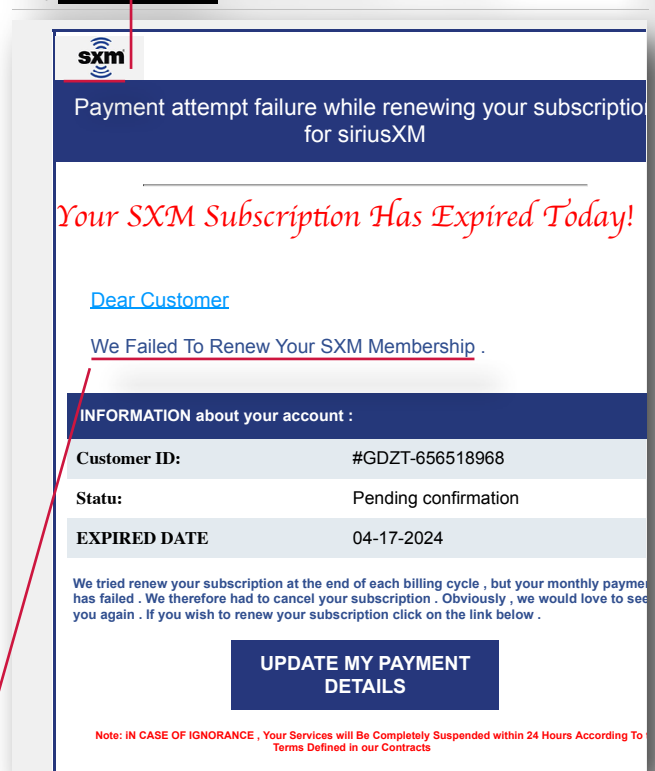 sxm
Payment attempt failure while renewing your subscription
for siriusXM
Your SXM Subscription Has Expired Today!
Dear Customer
We Failed To Renew Your SXM Membership .
INFORMATION about your account :
Customer ID: #GDZT-656518968
Statu: Pending confirmation
EXPIRED DATE 04-17-2024
We tried renew your subscription at the end of each billing cycle , but your monthly payme
has failed . We therefore had to cancel your subscription . Obviously , we would love to see
you again . If you wish to renew your subscription click on the link below .
UPDATE MY PAYMENT
DETAILS
Note: iN CASE OF IGNORANCE , Your Services will Be Completely Suspended within 24 Hours According To
Terms Defined in our Contracts